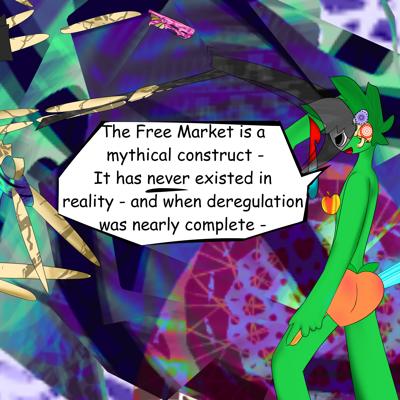 The Free Market is a
mythical construct -
It has never existed in
reality - and when deregulation
was nearly complete -